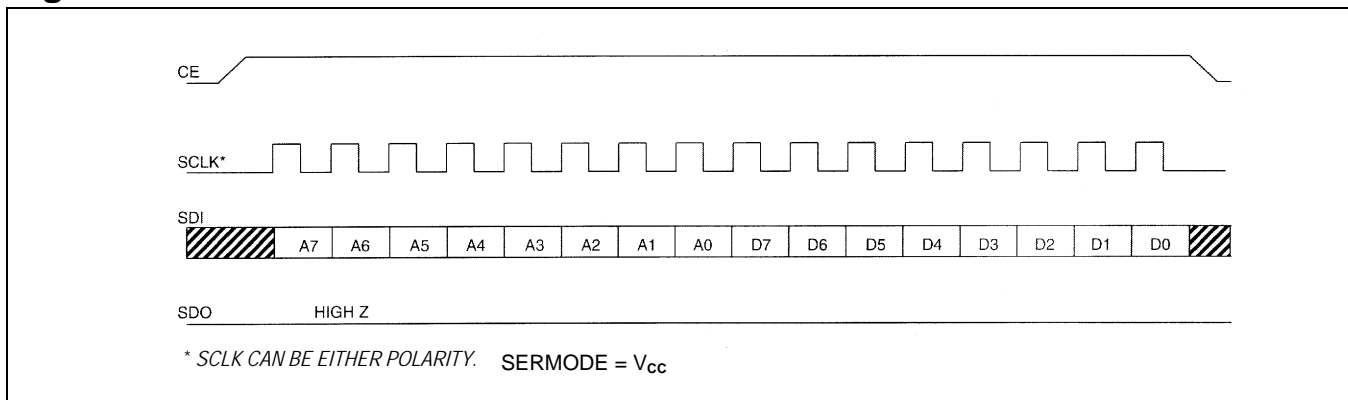 CE
SCLK*
SDI
A7 A6 A5 A4 A3 A2 A1 A0 D7 D6 D5 D4 D3 D2 D1 D0
SDO HIGH Z
* SCLK CAN BE EITHER POLARITY. SERMODE = VCC